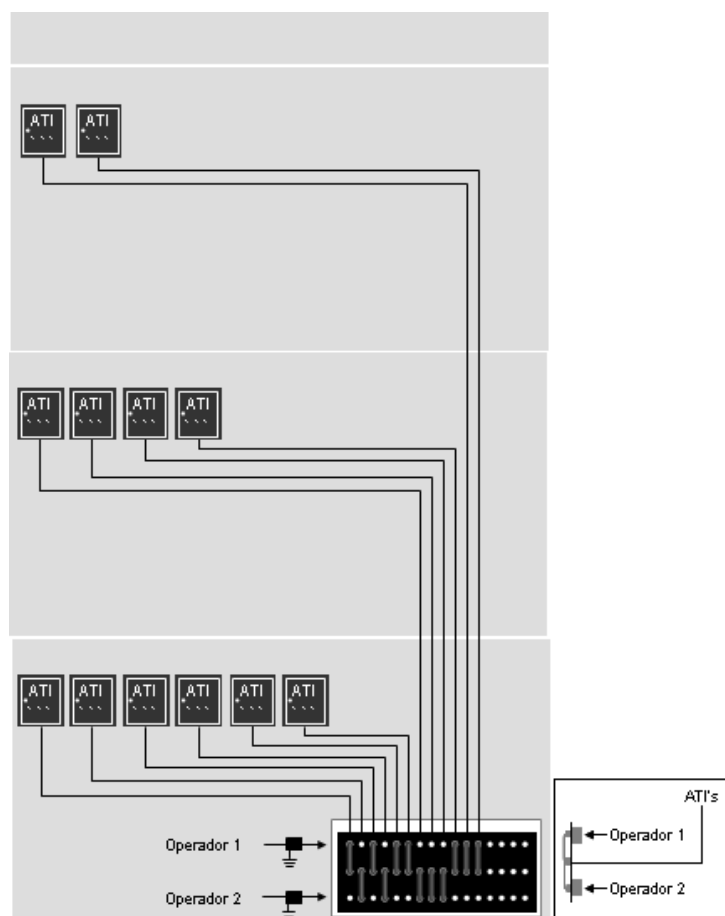 ATI ATI
ATI ATI ATI ATI
ATI ATI ATI ATI ATI ATI
ATI's
Operador 1
Operador 1
Operador 2
Operador 2